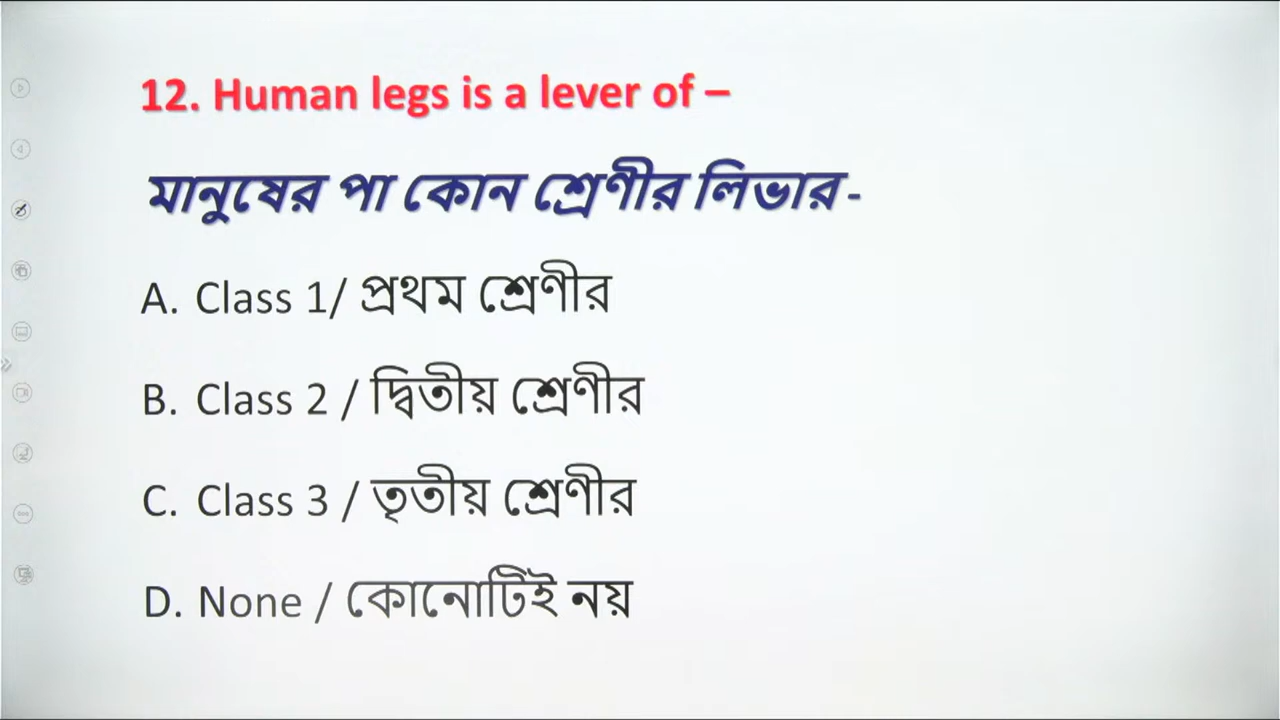 12. Human legs is a lever of –
মানুষের পা কোন শ্রেণীর লিভার -
A. Class 1/ প্রথম শ্রেণীর
B. Class 2 / দ্বিতীয় শ্রেণীর
C. Class 3 / তৃতীয় শ্রেণীর
D. None / কোনোটিই নয়